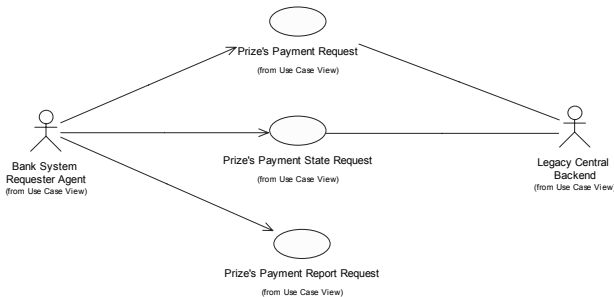 Prize's Payment Request
(from Use Case View)
Bank System
Requester Agent
(from Use Case View)
Prize's Payment State Request
(from Use Case View)
Legacy Central
Backend
(from Use Case View)
Prize's Payment Report Request
(from Use Case View)